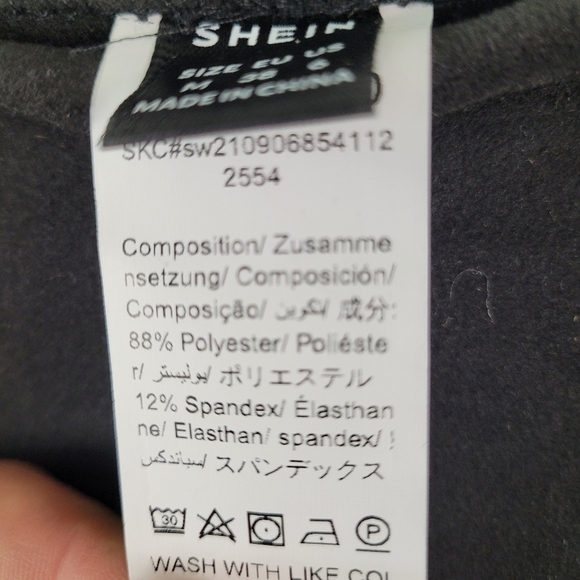 SHEIN
SIZE EU US
M 38 6
MADE IN CHINA
SKC#sw210906854112
2554
Composition/ Zusamme
nsetzung/ Composición/
Composição/ تكوين/ 成分:
88% Polyester/ Poliéste
r/ بوليستر/ ポリエステル
12% Spandex/ Élasthan
ne/ Elasthan/ spandex/
سباندكس/ スパンデックス
30 P
WASH WITH LIKE COL